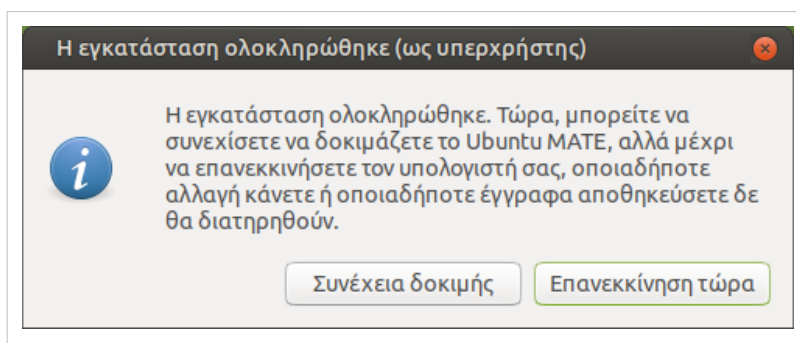 Η εγκατάσταση ολοκληρώθηκε (ως υπερχρήστης)
Η εγκατάσταση ολοκληρώθηκε. Τώρα, μπορείτε να
συνεχίσετε να δοκιμάζετε το Ubuntu MATE, αλλά μέχρι
να επανεκκινήσετε τον υπολογιστή σας, οποιαδήποτε
αλλαγή κάνετε ή οποιαδήποτε έγγραφα αποθηκεύσετε δε
θα διατηρηθούν.
Συνέχεια δοκιμής Επανεκκίνηση τώρα